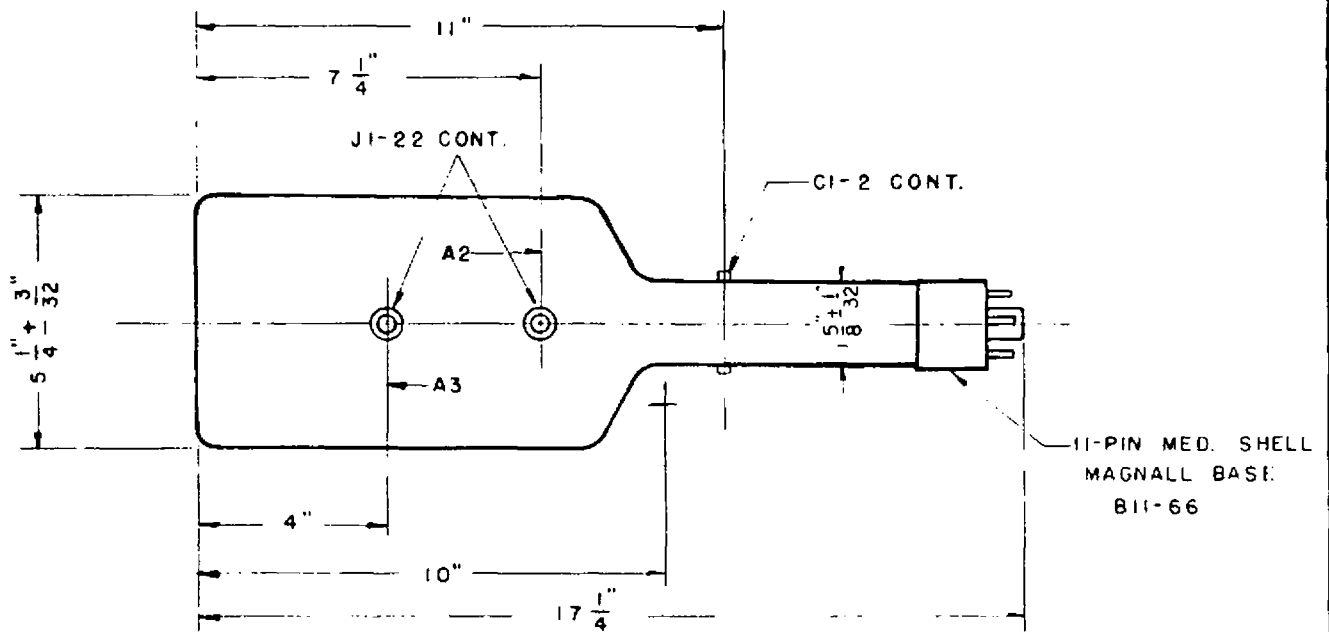 11"
7 1/4"
J1-22 CONT.
C1-2 CONT.
A2
5 1/4" ± 3/32"
1 5/8" ± 1/32"
A3
11-PIN MED. SHELL
MAGNALL BASE
B11-66
4"
10"
17 1/4"